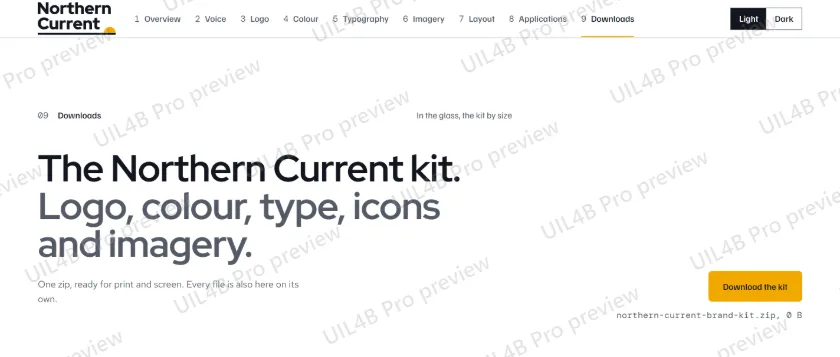 Northern
Current
1 Overview 2 Voice 3 Logo 4 Colour 5 Typography 6 Imagery 7 Layout 8 Applications 9 Downloads
Light Dark
09 Downloads
In the glass, the kit by size
The Northern Current kit.
Logo, colour, type, icons
and imagery.
One zip, ready for print and screen. Every file is also here on its
own.
Download the kit
northern-current-brand-kit.zip, 0 B
UIL4B Pro preview